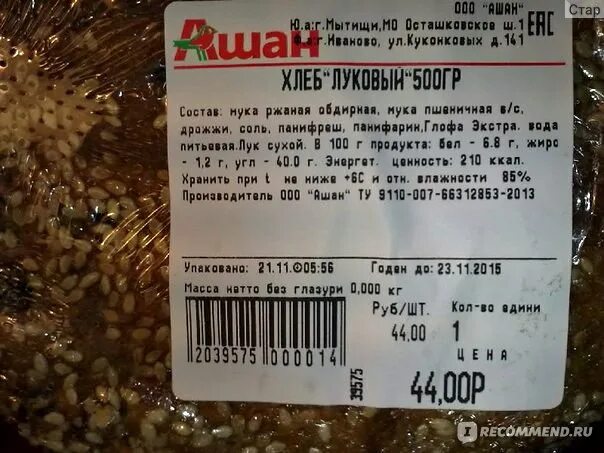 Стар
ООО "АШАН"
Ю.а:г.Мытищи,МО Осташковское ш.1
Ф.а:г.Иваново, ул.Куконковых д.141
ЕАС
Ашан
ХЛЕБ"ЛУКОВЫЙ"500ГР
Состав: мука ржаная обдирная, мука пшеничная в/с,
дрожжи, соль, панифреш, панифарин,Глофа Экстра. вода
питьевая.Лук сухой. В 100 г продукта: бел - 6.8 г, жиро
- 1,2 г, угл - 40.0 г. Энергет. ценность: 210 ккал.
Хранить при t не ниже +6С и отн. влажности 85%
Производитель ООО "Ашан" ТУ 9110-007-66312853-2013
Упаковано: 21.11 05:56 Годен до: 23.11.2015
Масса нетто без глазури 0,000 кг
Руб/ШТ. Кол-во едини
44,00 1
2039575 000014
ЦЕНА
39575
44,00Р
IRECOMMEND.RU